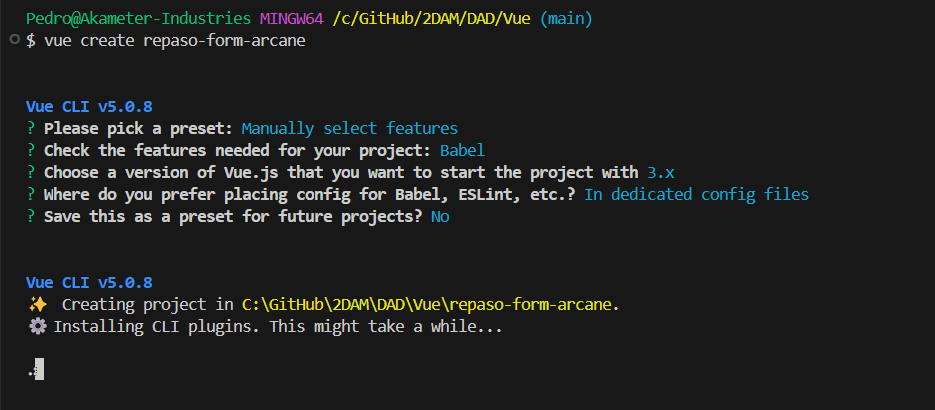 Pedro@Akameter-Industries MINGW64 /c/GitHub/2DAM/DAD/Vue (main)
$ vue create repaso-form-arcane
Vue CLI v5.0.8
? Please pick a preset: Manually select features
? Check the features needed for your project: Babel
? Choose a version of Vue.js that you want to start the project with 3.x
? Where do you prefer placing config for Babel, ESLint, etc.? In dedicated config files
? Save this as a preset for future projects? No
Vue CLI v5.0.8
✨ Creating project in C:\GitHub\2DAM\DAD\Vue\repaso-form-arcane.
⚙ Installing CLI plugins. This might take a while...
.